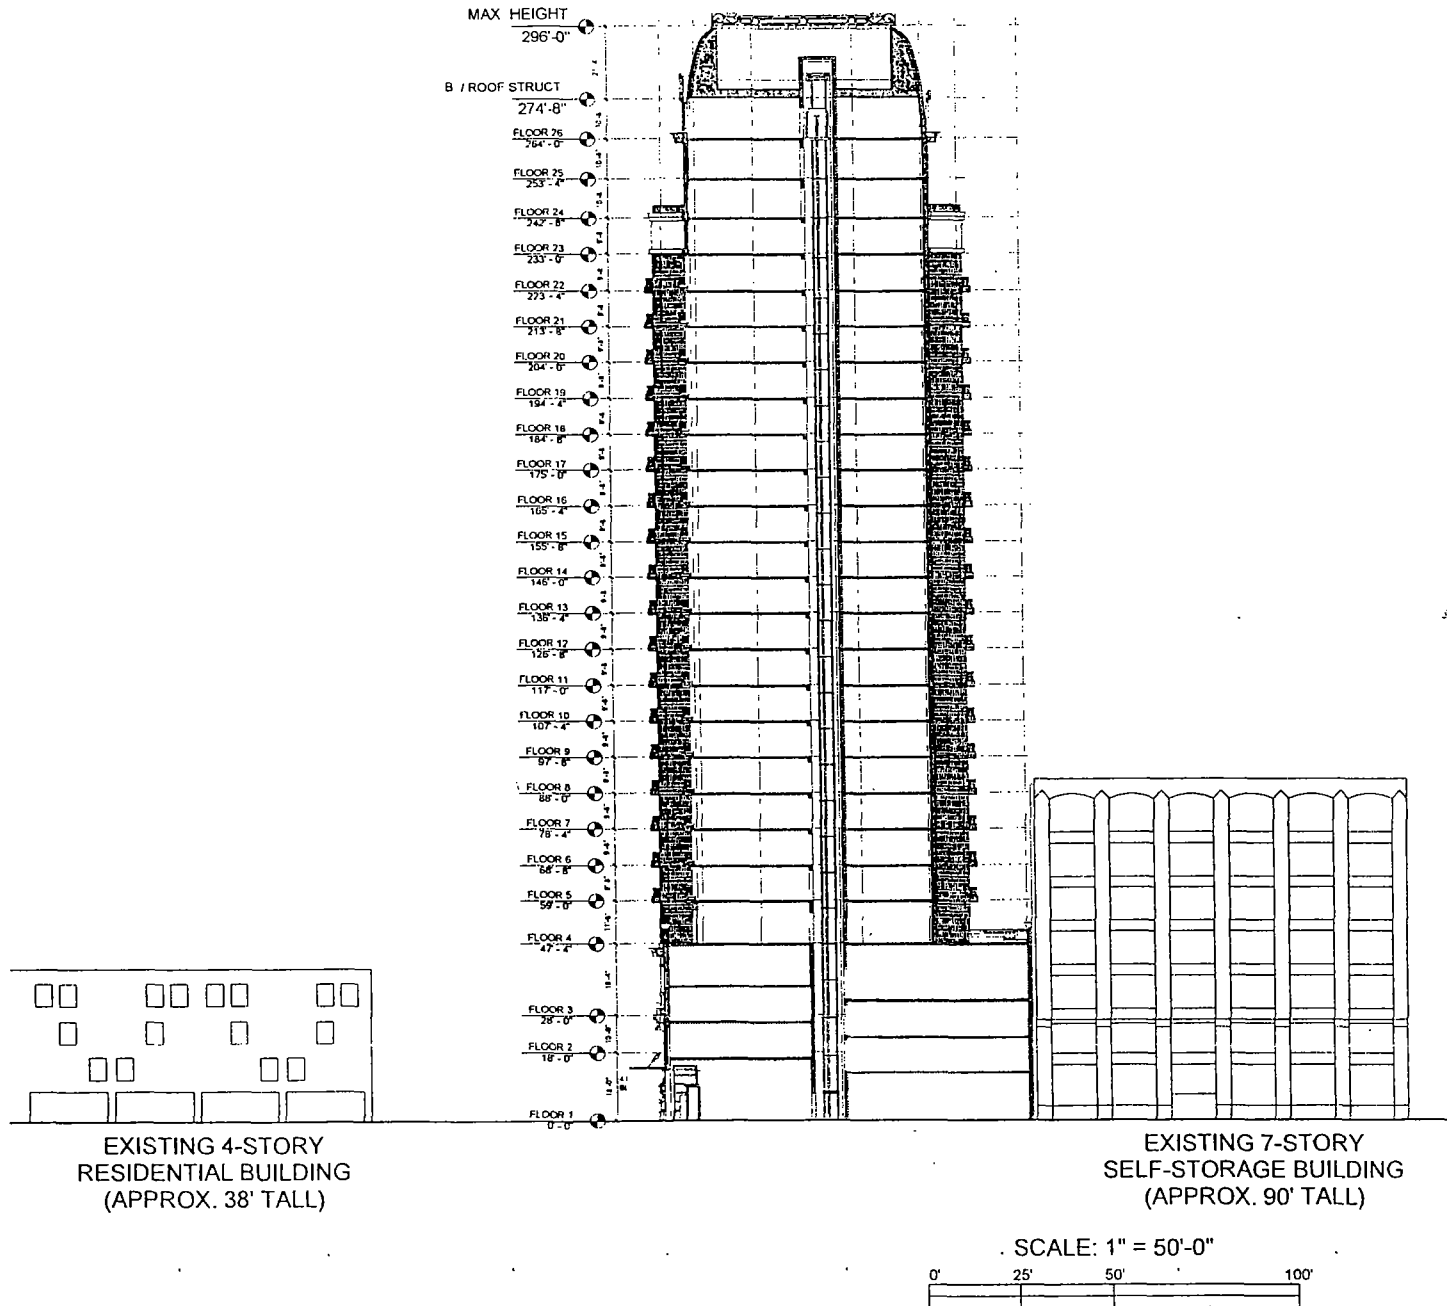 MAX HEIGHT
296'-0"
B / ROOF STRUCT
274'-8"
FLOOR 26
264' - 0"
FLOOR 25
253' - 4"
FLOOR 24
242' - 8"
FLOOR 23
233' - 0"
FLOOR 22
223' - 4"
FLOOR 21
213' - 8"
FLOOR 20
204' - 0"
FLOOR 19
194' - 4"
FLOOR 18
184' - 8"
FLOOR 17
175' - 0"
FLOOR 16
165' - 4"
FLOOR 15
155' - 8"
FLOOR 14
146' - 0"
FLOOR 13
136' - 4"
FLOOR 12
126' - 8"
FLOOR 11
117' - 0"
FLOOR 10
107' - 4"
FLOOR 9
97' - 8"
FLOOR 8
88' - 0"
FLOOR 7
78' - 4"
FLOOR 6
68' - 8"
FLOOR 5
59' - 0"
FLOOR 4
47' - 4"
FLOOR 3
28' - 0"
FLOOR 2
18' - 0"
FLOOR 1
0' - 0"
EXISTING 4-STORY
RESIDENTIAL BUILDING
(APPROX. 38' TALL)
EXISTING 7-STORY
SELF-STORAGE BUILDING
(APPROX. 90' TALL)
SCALE: 1" = 50'-0"
0' 25' 50' 100'